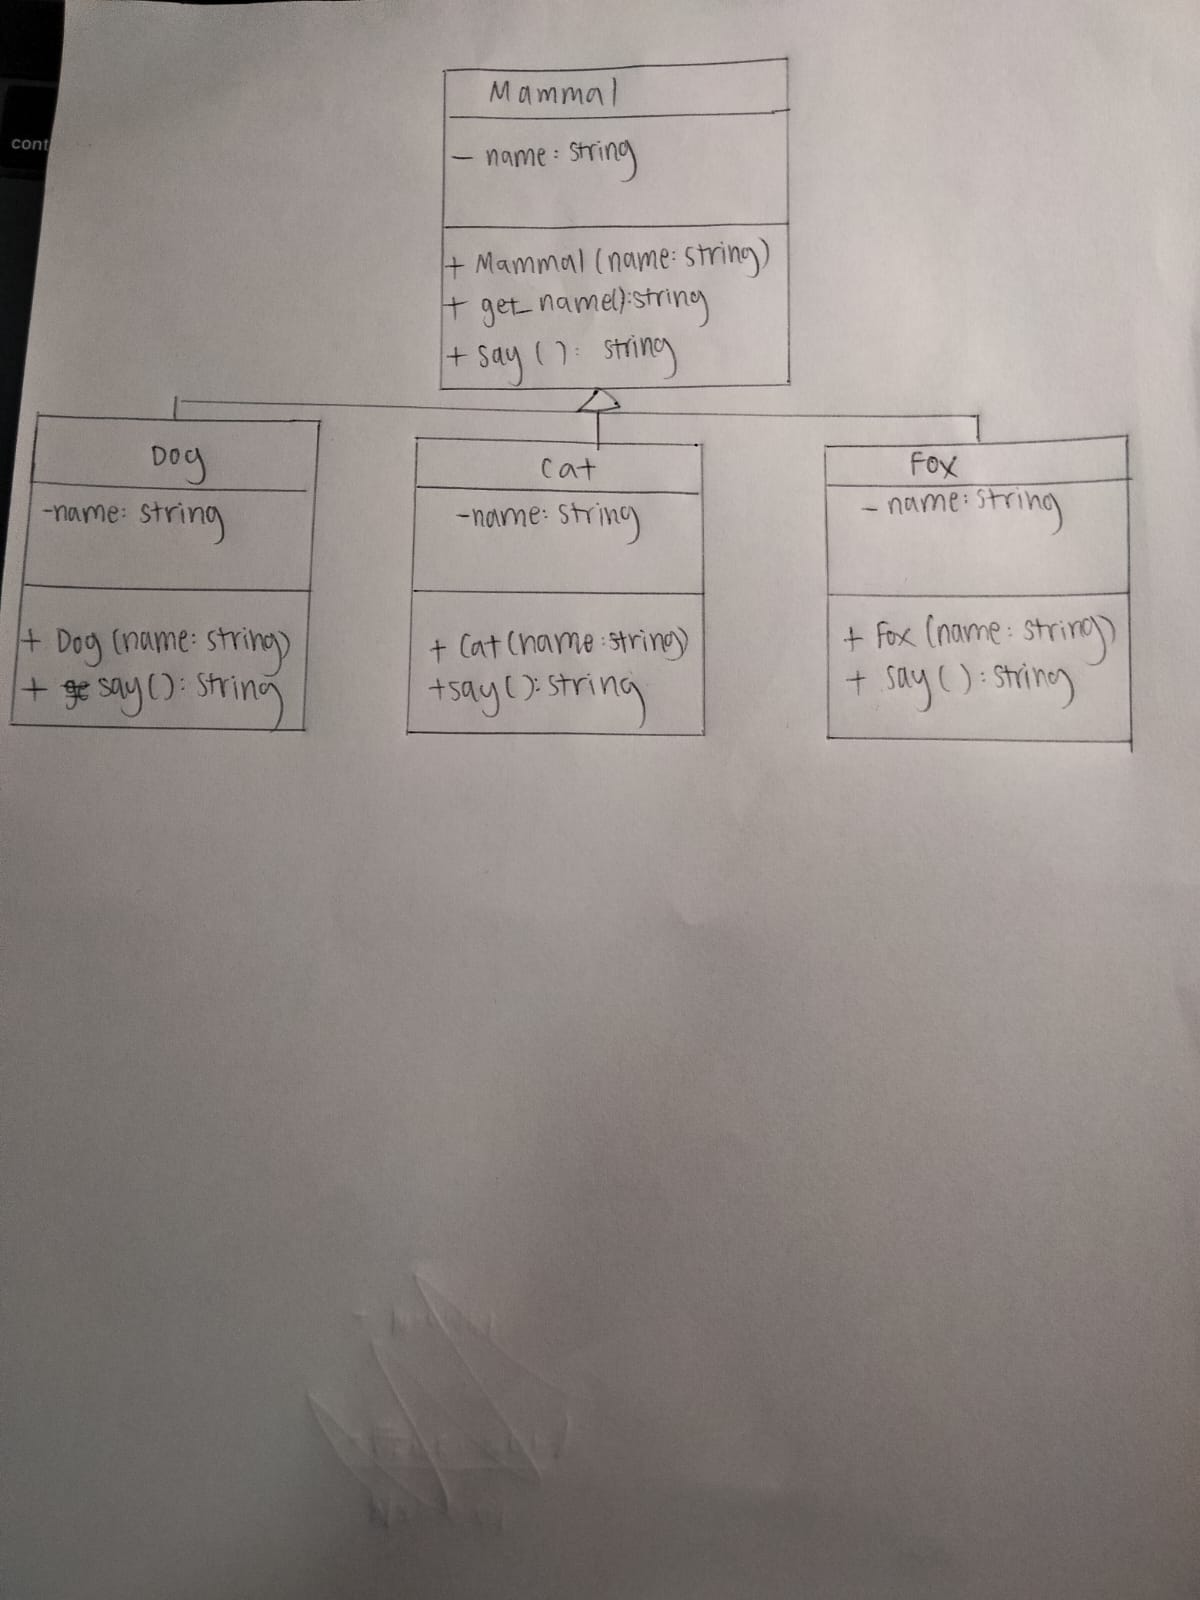 cont
Mammal
- name: string
+ Mammal (name: string)
+ get_name():string
+ say ( ): string
Dog
-name: string
+ Dog (name: string)
+ say(): string
Cat
-name: string
+ Cat (name:string)
+say(): string
Fox
- name: string
+ Fox (name: string)
+ say ( ): string